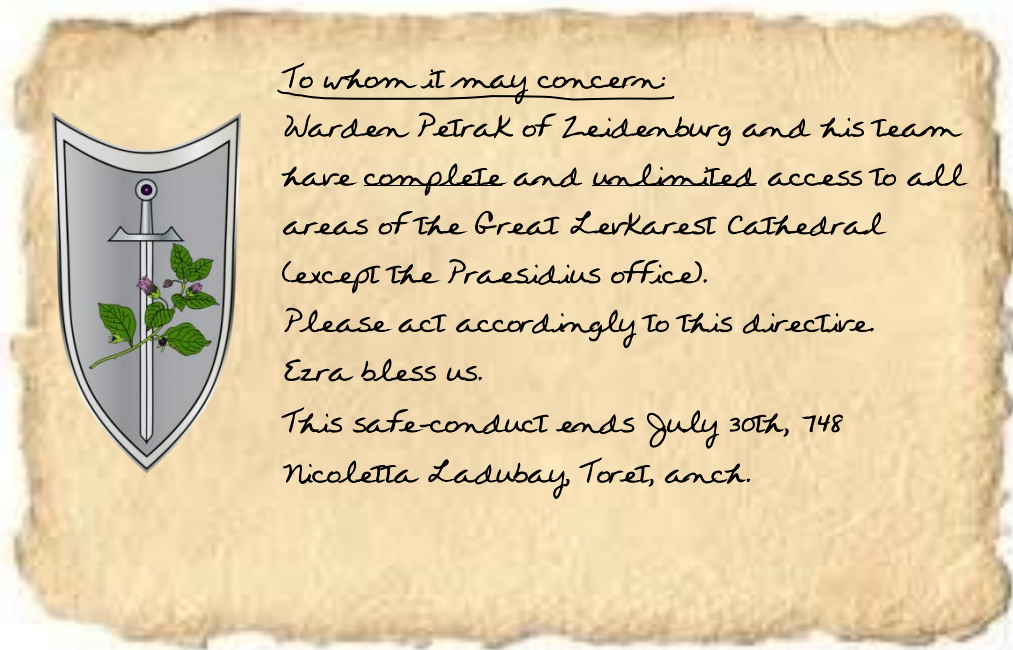 To whom it may concern:
Warden Petrak of Zeidenburg and his team
have complete and unlimited access to all
areas of the Great Levkarest Cathedral
(except the Praesidius office).
Please act accordingly to this directive.
Ezra bless us.
This safe-conduct ends July 30th, 748
Nicoletta Ladubay, Toret, anch.